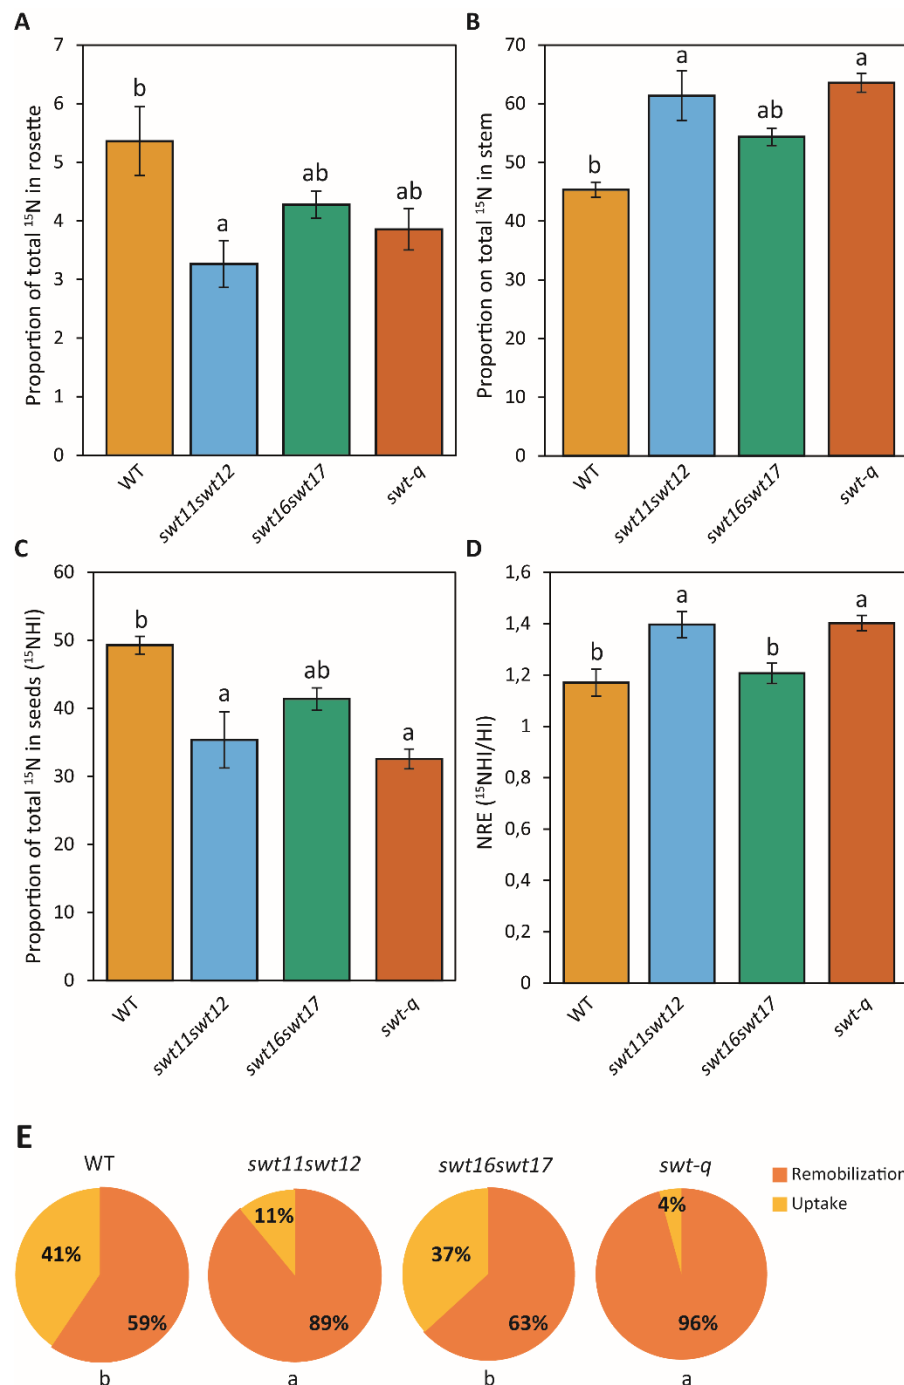 A
Proportion of total ¹⁵N in rosette
7
6
5
4
3
2
1
0
b
a
ab
ab
WT
swt11swt12
swt16swt17
swt-q
B
Proportion on total ¹⁵N in stem
70
60
50
40
30
20
10
0
b
a
ab
a
WT
swt11swt12
swt16swt17
swt-q
C
Proportion of total ¹⁵N in seeds (¹⁵NHI)
60
50
40
30
20
10
0
b
a
ab
a
WT
swt11swt12
swt16swt17
swt-q
D
NRE (¹⁵NHI/HI)
1,6
1,4
1,2
1
0,8
0,6
0,4
0,2
0
b
a
b
a
WT
swt11swt12
swt16swt17
swt-q
E
WT
swt11swt12
swt16swt17
swt-q
Remobilization
Uptake
41%
59%
11%
89%
37%
63%
4%
96%
b
a
b
a